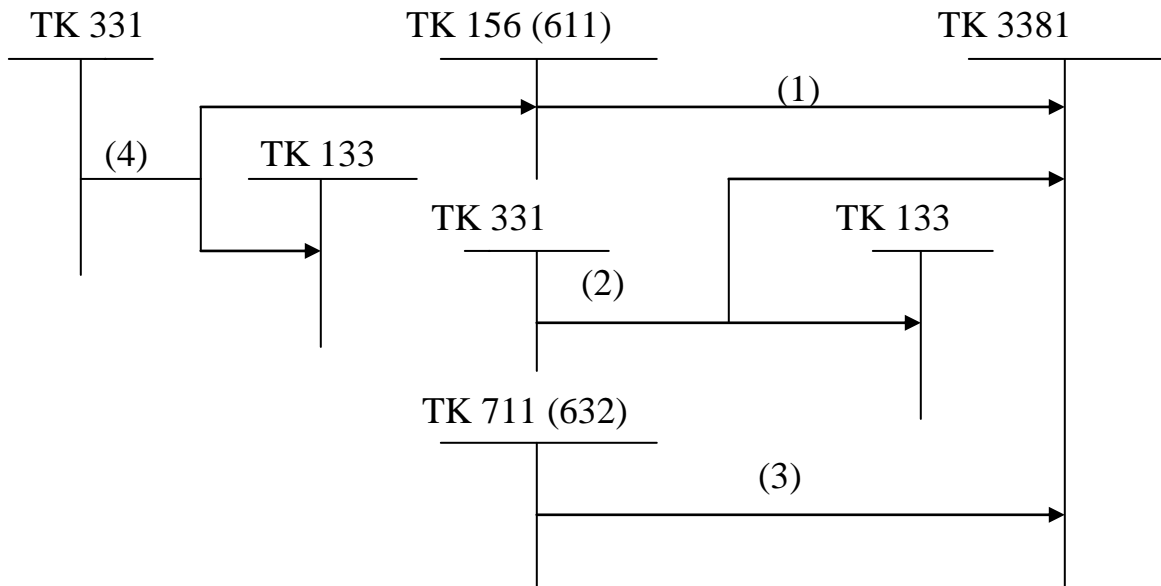 TK 331 TK 156 (611) TK 3381
(1)
(4) TK 133
TK 331 TK 133
(2)
TK 711 (632)
(3)